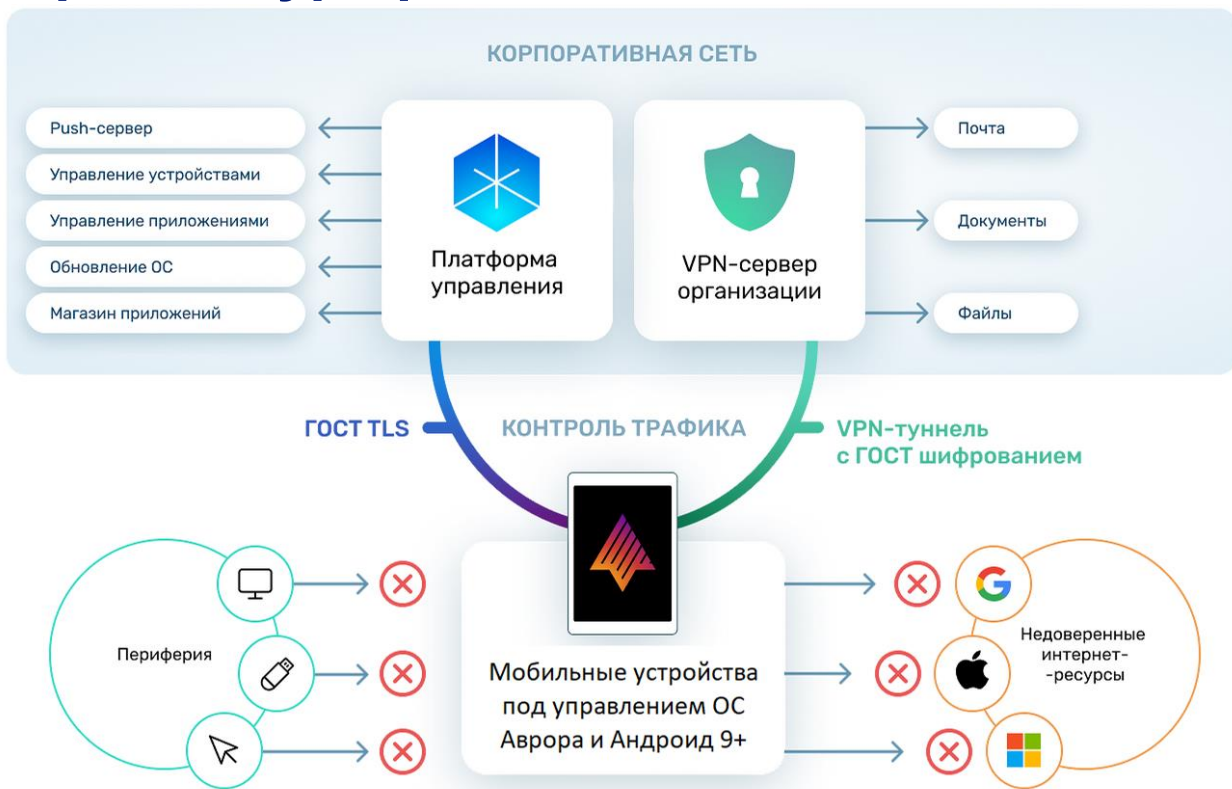 КОРПОРАТИВНАЯ СЕТЬ
Push-сервер
Управление устройствами
Управление приложениями
Обновление ОС
Магазин приложений
Платформа
управления
VPN-сервер
организации
Почта
Документы
Файлы
ГОСТ TLS
КОНТРОЛЬ ТРАФИКА
VPN-туннель
с ГОСТ шифрованием
Периферия
Мобильные устройства
под управлением ОС
Аврора и Андроид 9+
Недоверенные
интернет-
-ресурсы